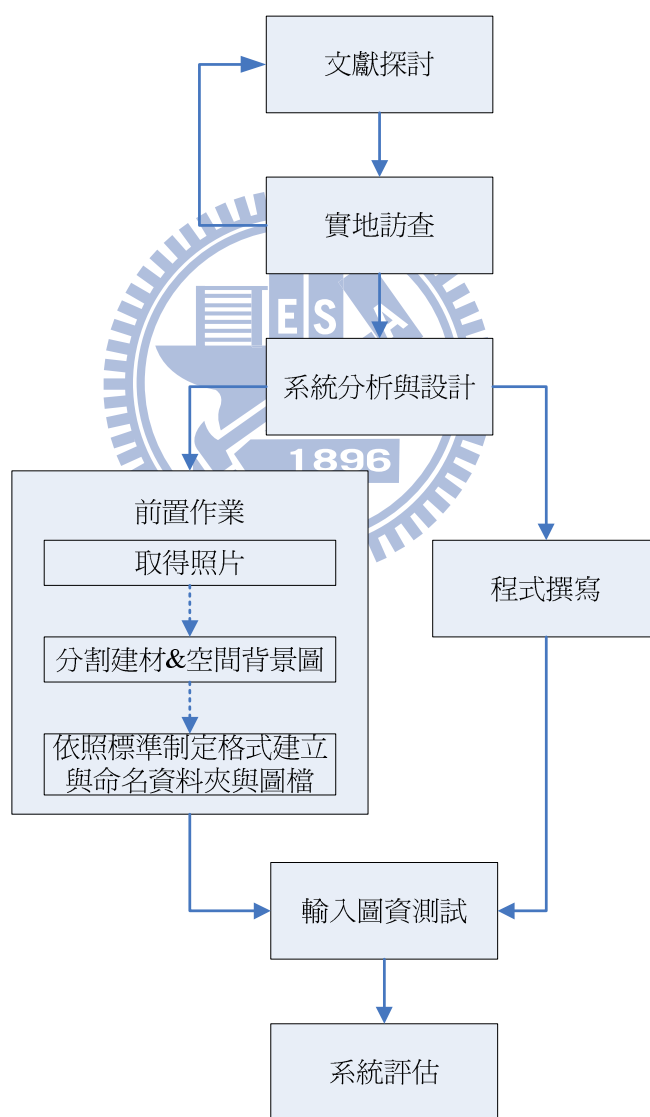 文獻探討
實地訪查
ES
系統分析與設計
1896
前置作業
取得照片
分割建材&空間背景圖
依照標準制定格式建立
與命名資料夾與圖檔
程式撰寫
輸入圖資測試
系統評估